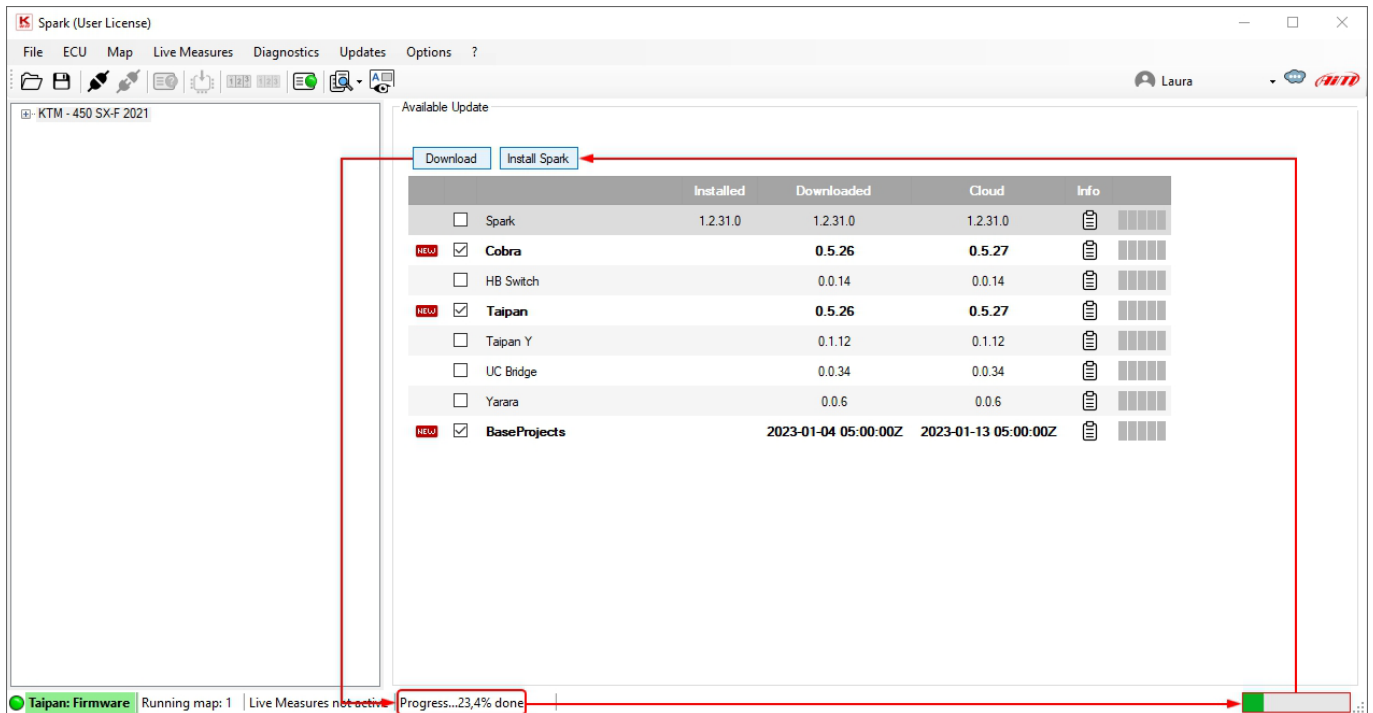 Spark (User License)
File ECU Map Live Measures Diagnostics Updates Options ?
Laura
KTM - 450 SX-F 2021
Available Update
Download Install Spark
Installed Downloaded Cloud Info
Spark 1.2.31.0 1.2.31.0 1.2.31.0
NEW Cobra 0.5.26 0.5.27
HB Switch 0.0.14 0.0.14
NEW Taipan 0.5.26 0.5.27
Taipan Y 0.1.12 0.1.12
UC Bridge 0.0.34 0.0.34
Yarara 0.0.6 0.0.6
NEW BaseProjects 2023-01-04 05:00:00Z 2023-01-13 05:00:00Z
Taipan: Firmware Running map: 1 Live Measures not active Progress...23,4% done